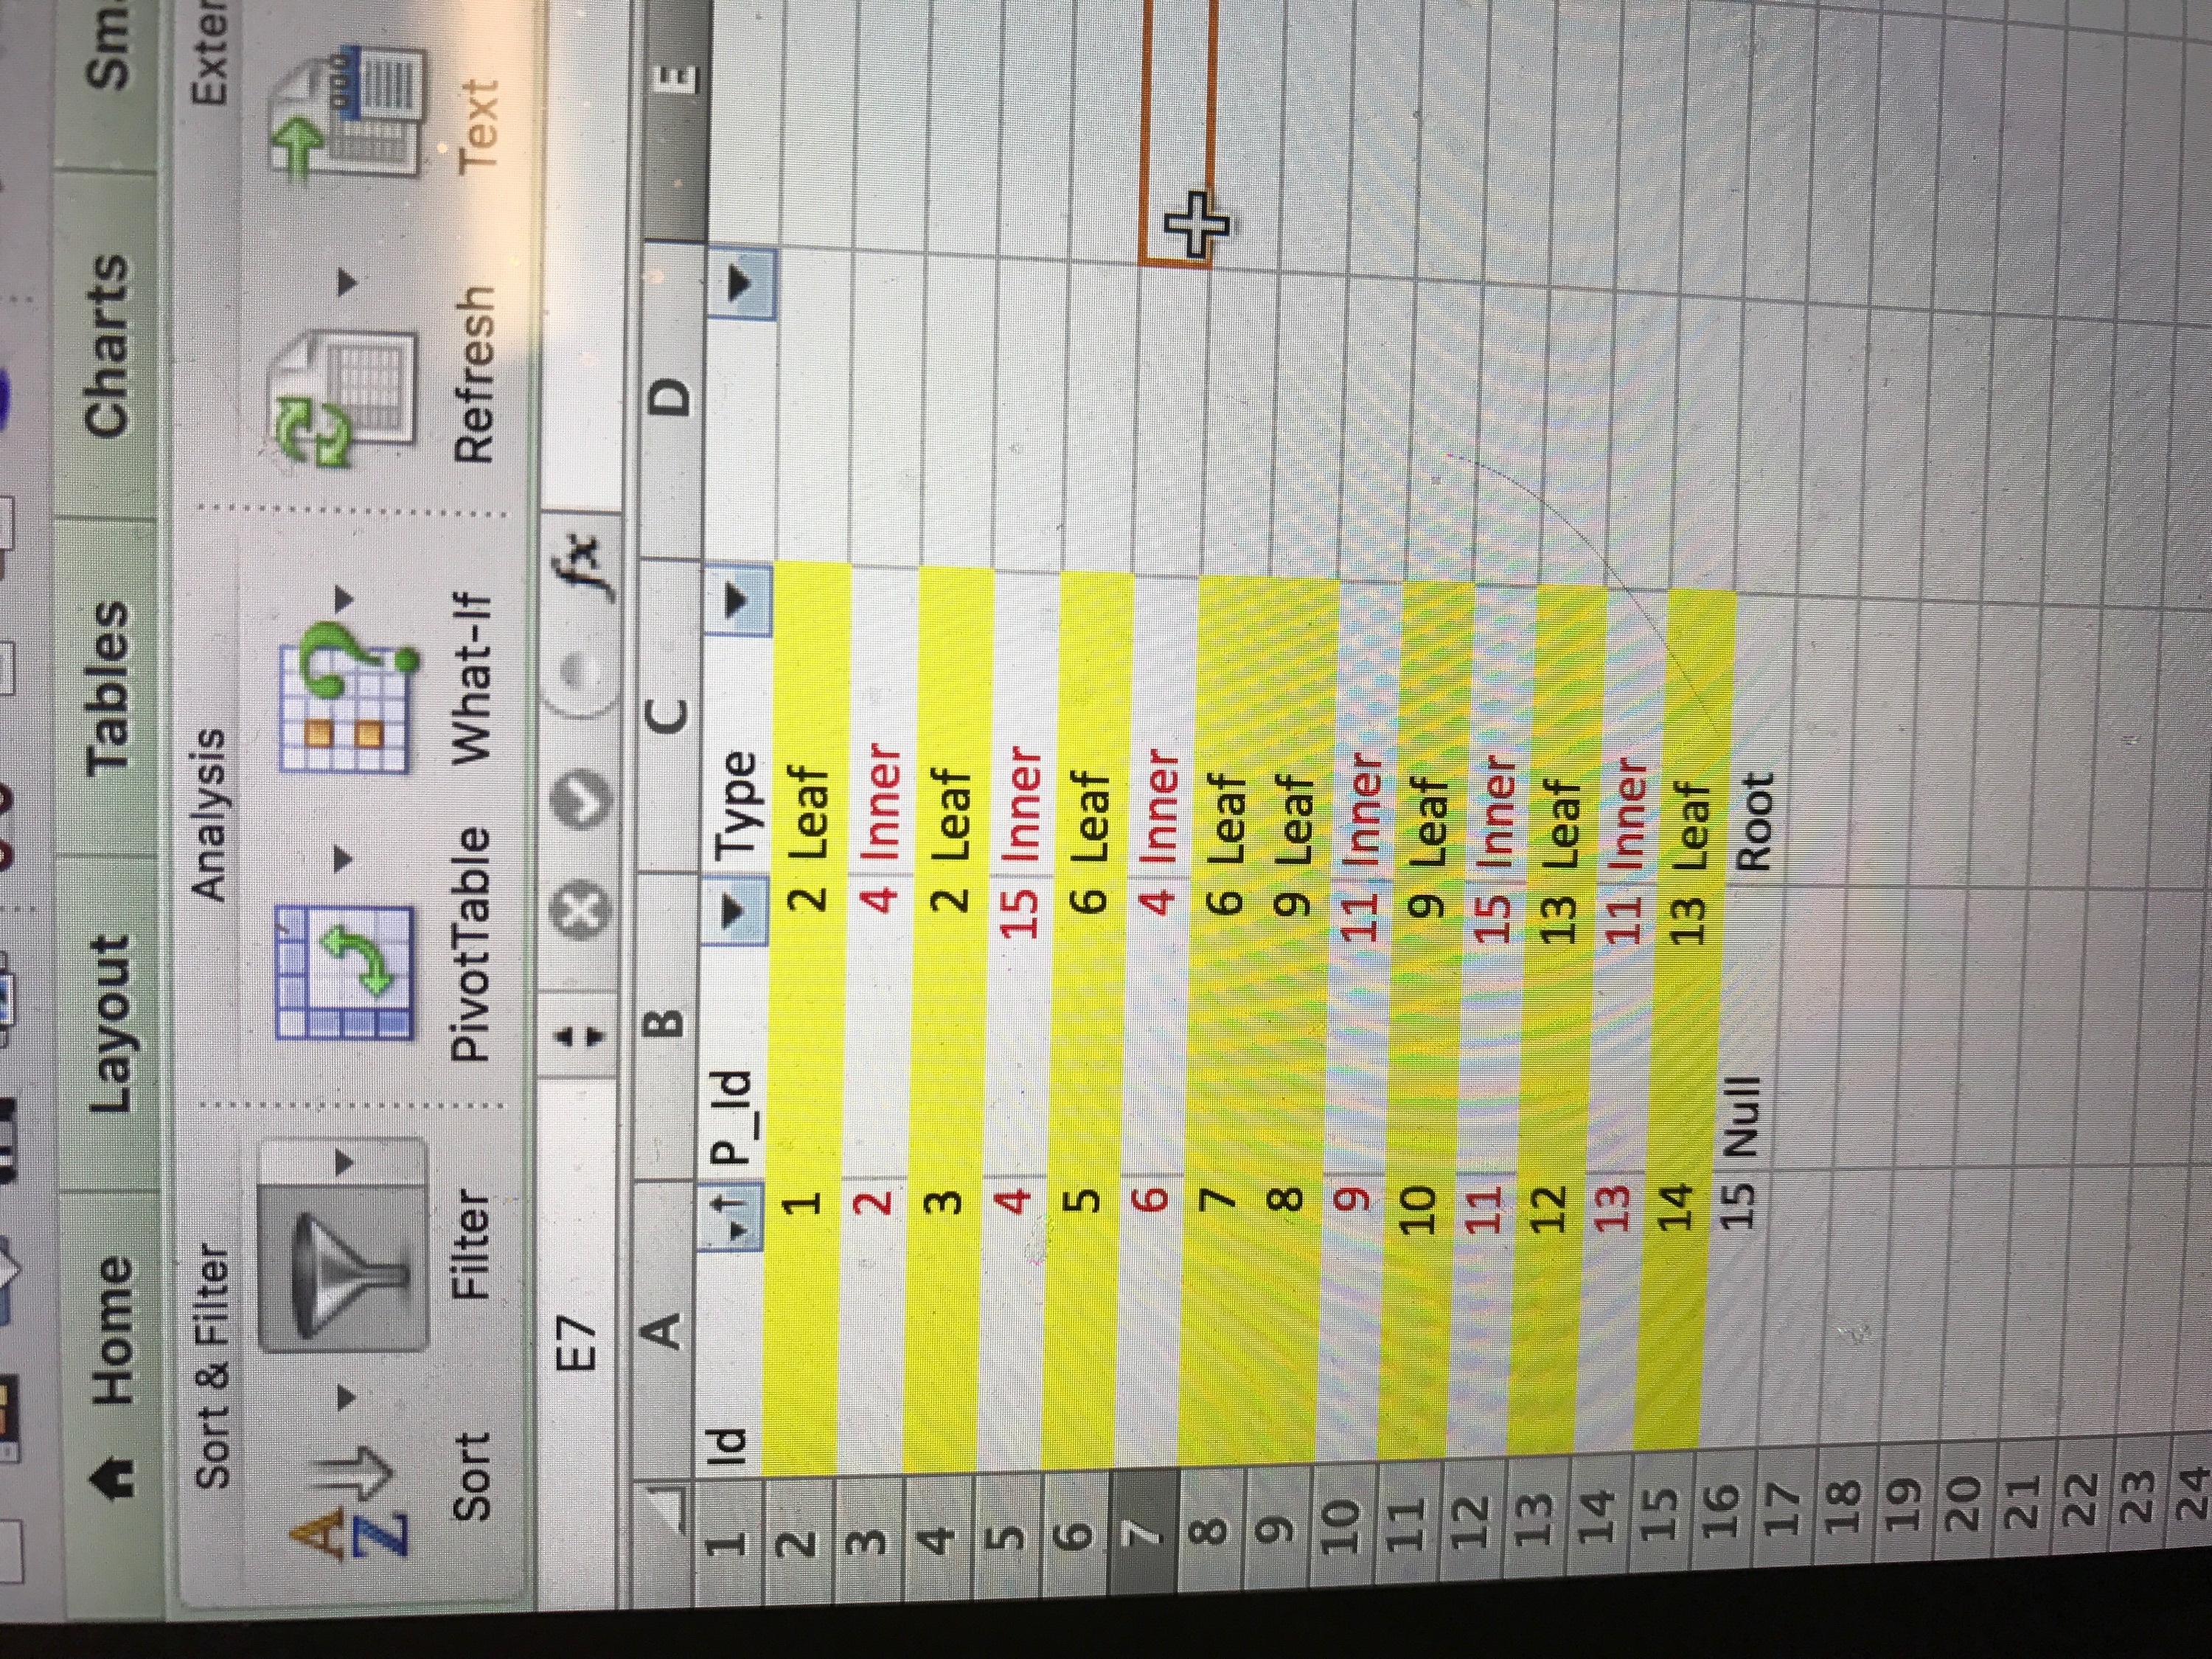 Home Layout Tables Charts
Sort & Filter Analysis
Sort Filter PivotTable What-If Refresh Text
E7 fx
A B C D E
1 Id P_Id Type
2 1 2 Leaf
3 2 4 Inner
4 3 2 Leaf
5 4 15 Inner
6 5 6 Leaf
7 6 4 Inner
8 7 6 Leaf
9 8 9 Leaf
10 9 11 Inner
11 10 9 Leaf
12 11 15 Inner
13 12 13 Leaf
14 13 11 Inner
15 14 13 Leaf
16 15 Null Root
17
18
19
20
21
22
23
24